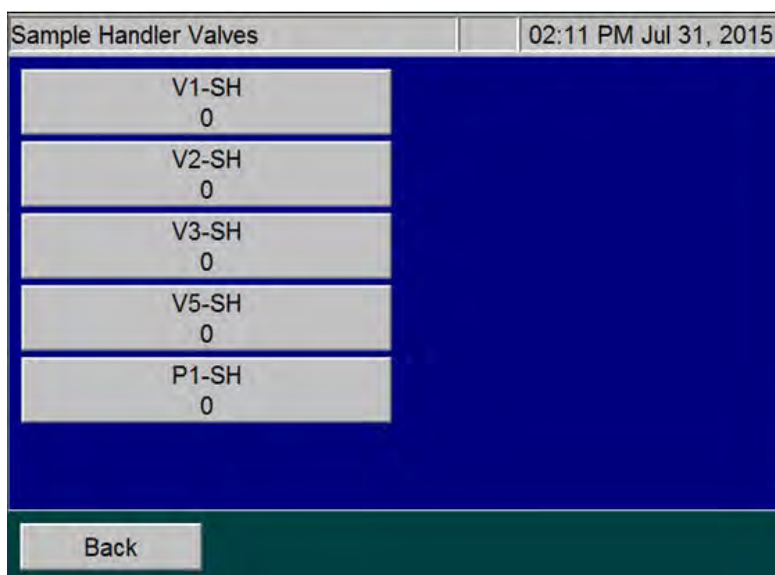 Sample Handler Valves
02:11 PM Jul 31, 2015
V1-SH
0
V2-SH
0
V3-SH
0
V5-SH
0
P1-SH
0
Back